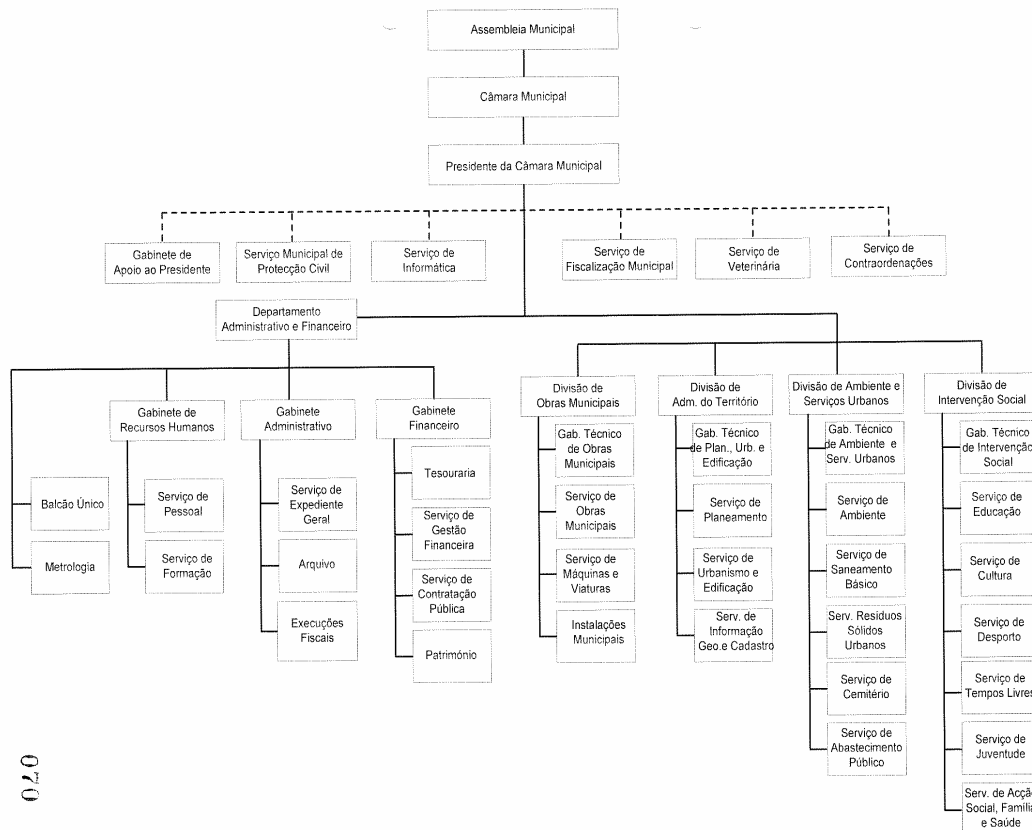 Assembleia Municipal
Câmara Municipal
Presidente da Câmara Municipal
Gabinete de
Apoio ao Presidente
Serviço Municipal de
Protecção Civil
Serviço de
Informática
Serviço de
Fiscalização Municipal
Serviço de
Veterinária
Serviço de
Contraordenações
Departamento
Administrativo e Financeiro
Gabinete de
Recursos Humanos
Gabinete
Administrativo
Gabinete
Financeiro
Balcão Único
Metrologia
Serviço de
Pessoal
Serviço de
Formação
Serviço de
Expediente
Geral
Arquivo
Execuções
Fiscais
Tesouraria
Serviço de
Gestão
Financeira
Serviço de
Contratação
Pública
Património
Divisão de
Obras Municipais
Gab. Técnico
de Obras
Municipais
Serviço de
Obras
Municipais
Serviço de
Máquinas e
Viaturas
Instalações
Municipais
Divisão de
Adm. do Território
Gab. Técnico
de Plan., Urb. e
Edificação
Serviço de
Planeamento
Serviço de
Urbanismo e
Edificação
Serv. de
Informação
Geo.e Cadastro
Divisão de Ambiente e
Serviços Urbanos
Gab. Técnico
de Ambiente e
Serv. Urbanos
Serviço de
Ambiente
Serviço de
Saneamento
Básico
Serv. Residuos
Sólidos
Urbanos
Serviço de
Cemitério
Serviço de
Abastecimento
Público
Divisão de
Intervenção Social
Gab. Técnico
de Intervenção
Social
Serviço de
Educação
Serviço de
Cultura
Serviço de
Desporto
Serviço de
Tempos Livres
Serviço de
Juventude
Serv. de Acção
Social, Família
e Saúde
070